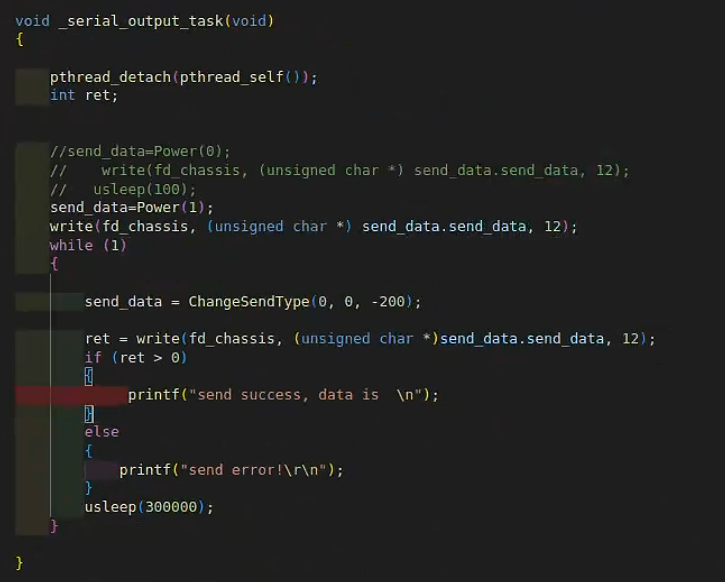 void _serial_output_task(void)
{
pthread_detach(pthread_self());
int ret;
//send_data=Power(0);
//    write(fd_chassis, (unsigned char *) send_data.send_data, 12);
//   usleep(100);
send_data=Power(1);
write(fd_chassis, (unsigned char *) send_data.send_data, 12);
while (1)
{
send_data = ChangeSendType(0, 0, -200);
ret = write(fd_chassis, (unsigned char *)send_data.send_data, 12);
if (ret > 0)
{
printf("send success, data is  \n");
}
else
{
printf("send error!\r\n");
}
usleep(300000);
}
}